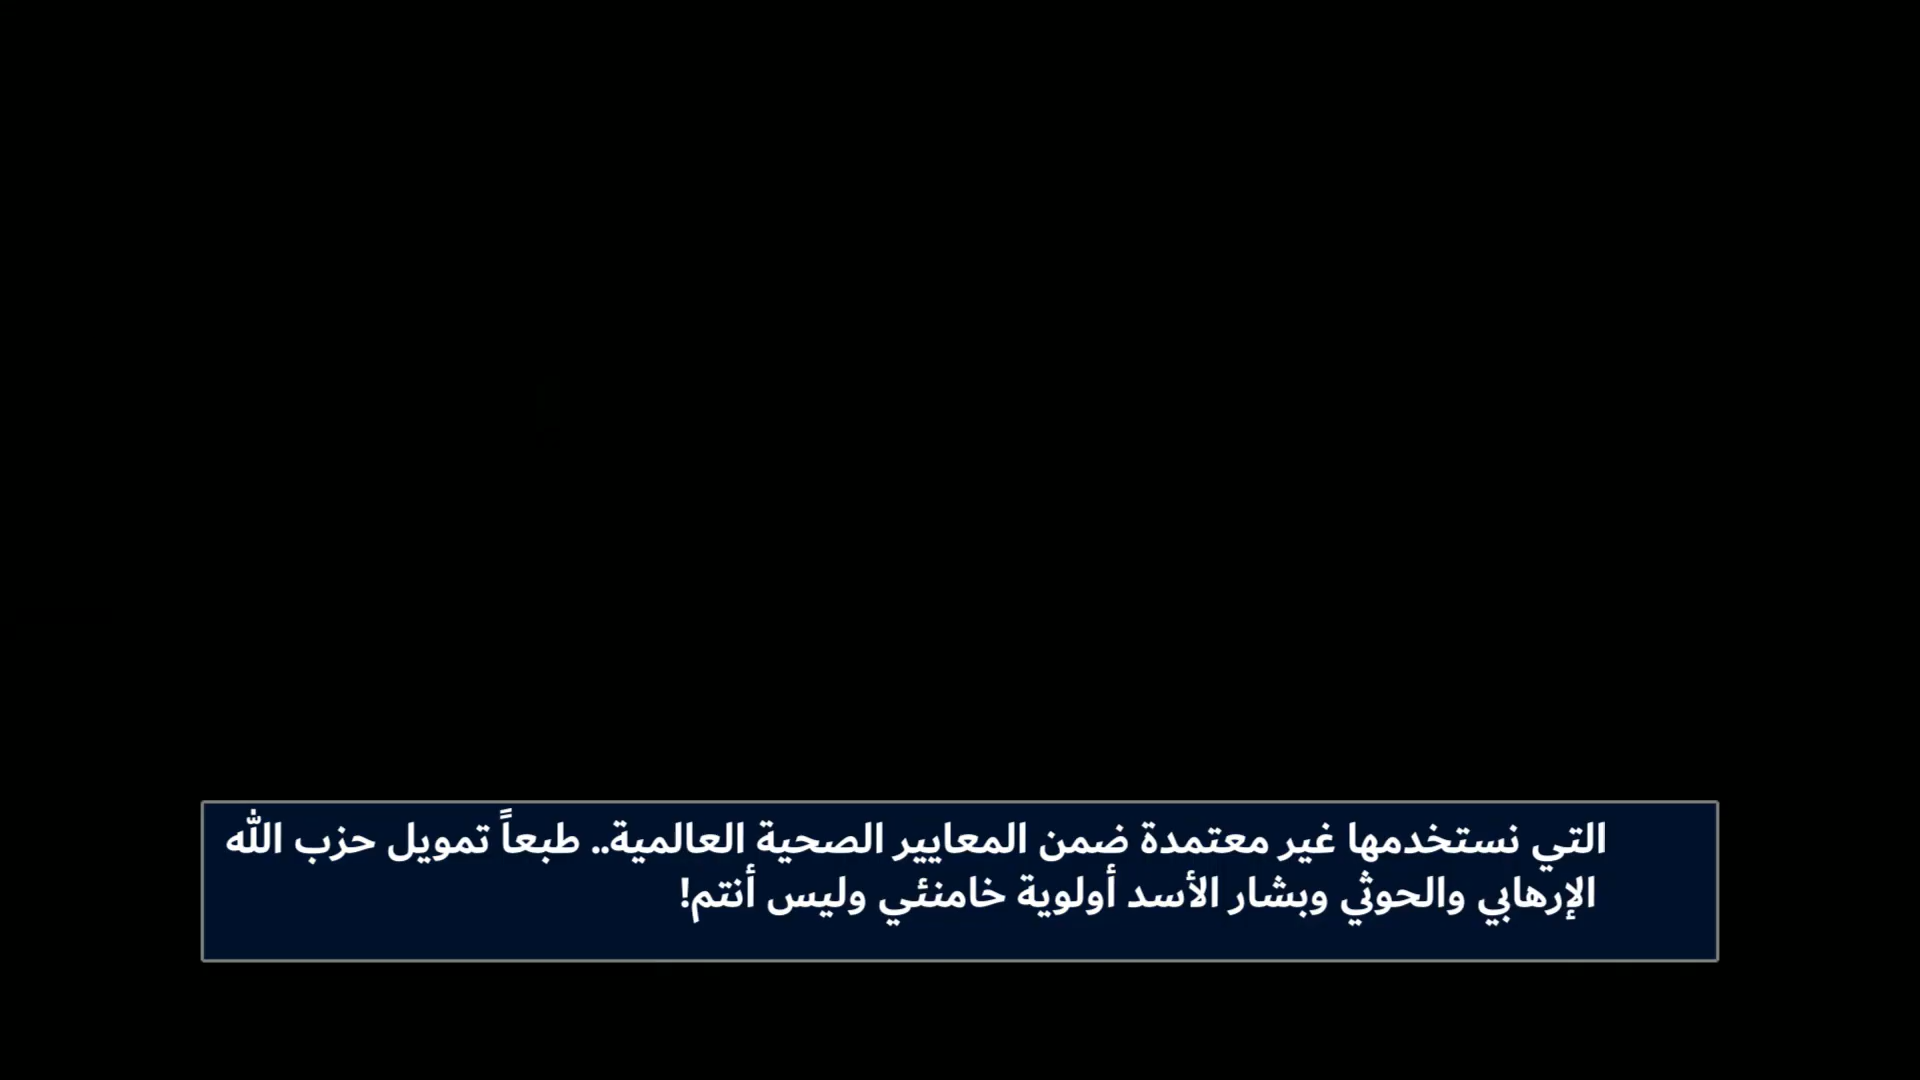 التي نستخدمها غير معتمدة ضمن المعايير الصحية العالمية.. طبعاً تمويل حزب الله
الإرهابي والحوثي وبشار الأسد أولوية خامنئي وليس أنتم!